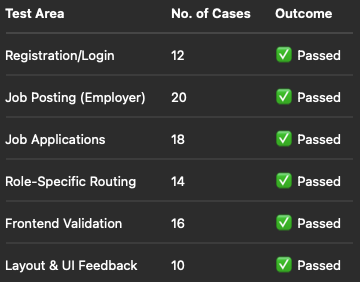 Test Area No. of Cases Outcome
Registration/Login 12 ✅ Passed
Job Posting (Employer) 20 ✅ Passed
Job Applications 18 ✅ Passed
Role-Specific Routing 14 ✅ Passed
Frontend Validation 16 ✅ Passed
Layout & UI Feedback 10 ✅ Passed